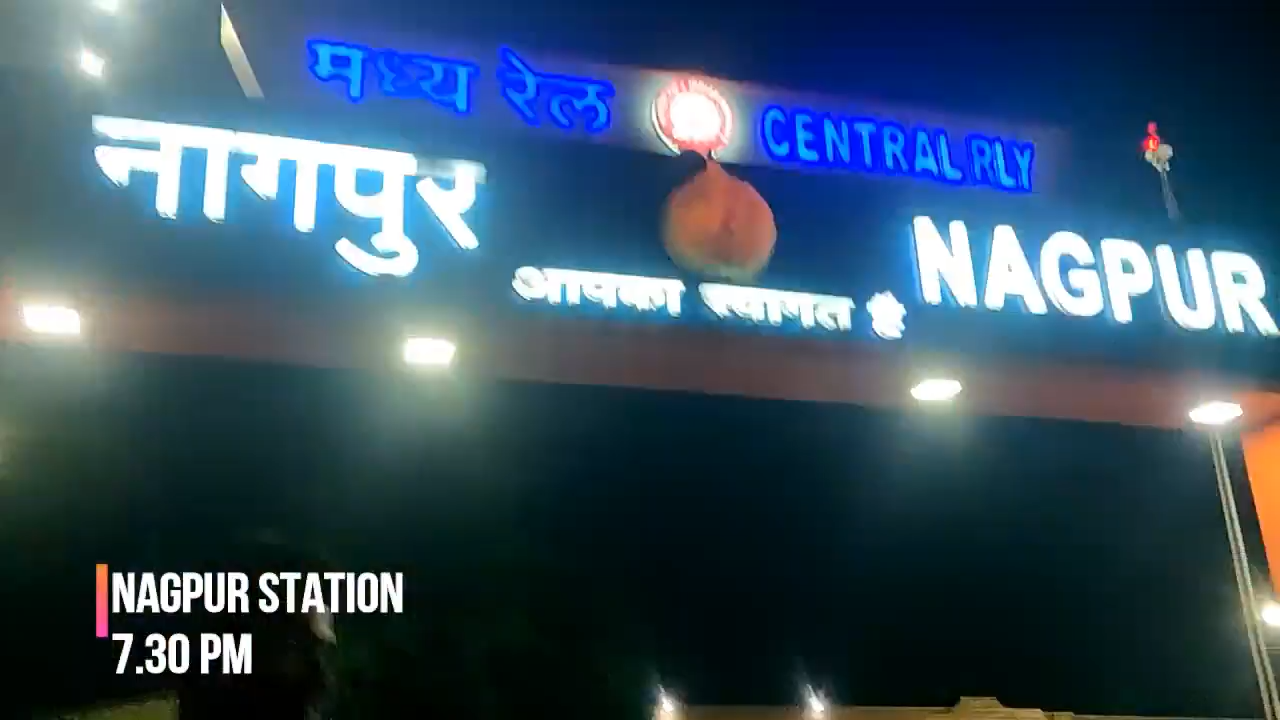 मध्य रेल CENTRAL RLY
नागपुर NAGPUR
आपका स्वागत है
NAGPUR STATION
7.30 PM